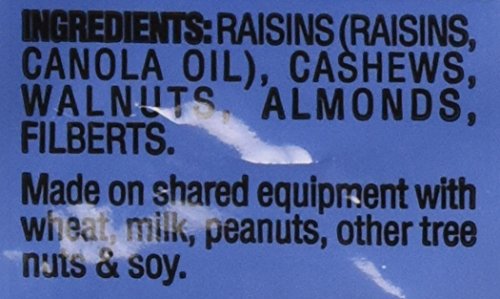 INGREDIENTS: RAISINS (RAISINS,
CANOLA OIL), CASHEWS,
WALNUTS, ALMONDS,
FILBERTS.
Made on shared equipment with
wheat, milk, peanuts, other tree
nuts & soy.